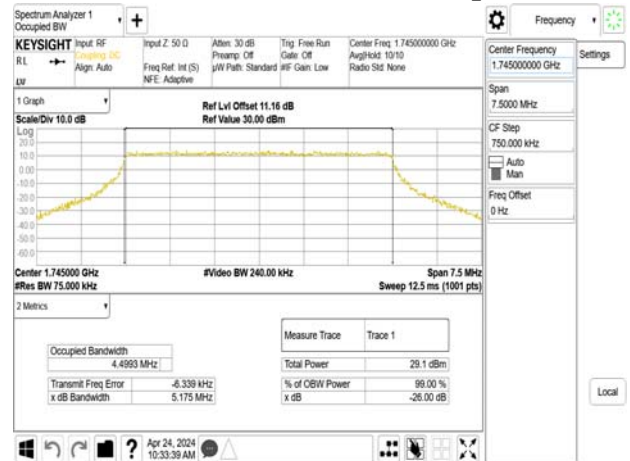 Spectrum Analyzer 1
Occupied BW
Frequency
KEYSIGHT Input: RF Input Z: 50 Ω Atten: 30 dB Trig: Free Run Center Freq: 1.745000000 GHz
RL Coupling: DC Preamp: Off Gate: Off Avg|Hold: 10/10
Align: Auto Freq Ref: Int (S) µW Path: Standard #IF Gain: Low Radio Std: None
NFE: Adaptive
LV
Center Frequency
1.745000000 GHz
Settings
Span
7.5000 MHz
CF Step
750.000 kHz
Auto
Man
Freq Offset
0 Hz
1 Graph
Ref Lvl Offset 11.16 dB
Scale/Div 10.0 dB Ref Value 30.00 dBm
Log
20.0
10.0
0.00
-10.0
-20.0
-30.0
-40.0
-50.0
-60.0
Center 1.745000 GHz #Video BW 240.00 kHz Span 7.5 MHz
#Res BW 75.000 kHz Sweep 12.5 ms (1001 pts)
2 Metrics
Measure Trace Trace 1
Occupied Bandwidth
4.4993 MHz Total Power 29.1 dBm
Transmit Freq Error -6.339 kHz % of OBW Power 99.00 %
x dB Bandwidth 5.175 MHz x dB -26.00 dB
Local
Apr 24, 2024
10:33:39 AM